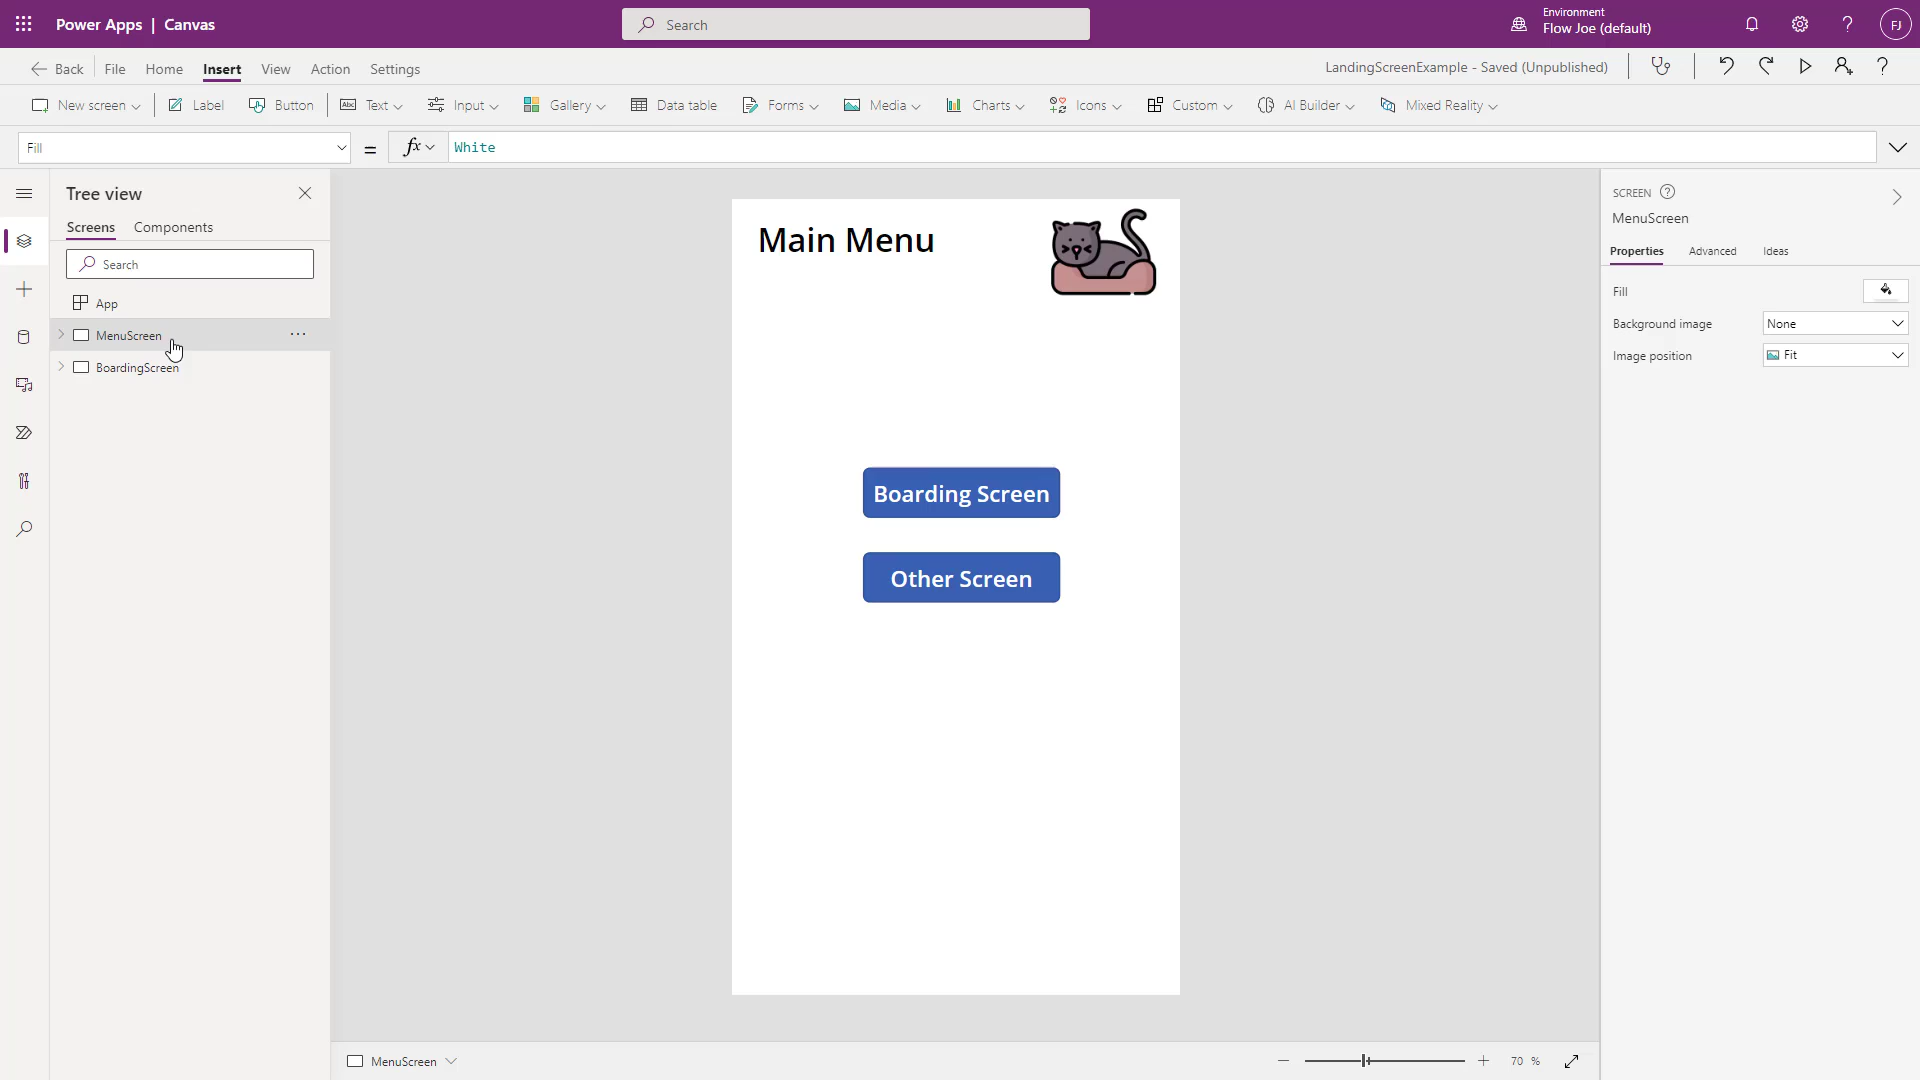 Power Apps | Canvas
Search
Environment
Flow Joe (default)
?
FJ
Back
File
Home
Insert
View
Action
Settings
LandingScreenExample - Saved (Unpublished)
?
New screen
Label
Button
Abc
Text
Input
Gallery
Data table
Forms
Media
Charts
Icons
Custom
AI Builder
Mixed Reality
Fill
=
fx
White
Tree view
Screens
Components
Search
App
MenuScreen
...
BoardingScreen
Main Menu
Boarding Screen
Other Screen
SCREEN ?
MenuScreen
Properties
Advanced
Ideas
Fill
Background image
None
Image position
Fit
MenuScreen
70 %